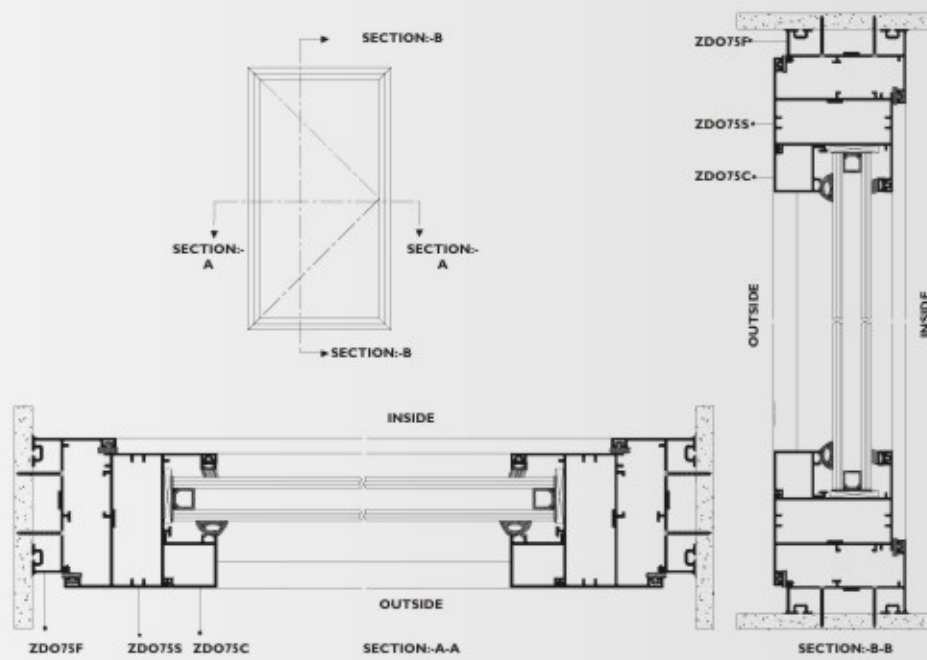 SECTION:-B
SECTION:-
A
SECTION:-
A
SECTION:-B
ZDO75F
ZDO75S
ZDO75C
OUTSIDE
INSIDE
INSIDE
OUTSIDE
ZDO75F
ZDO75S
ZDO75C
SECTION:-A-A
SECTION:-B-B